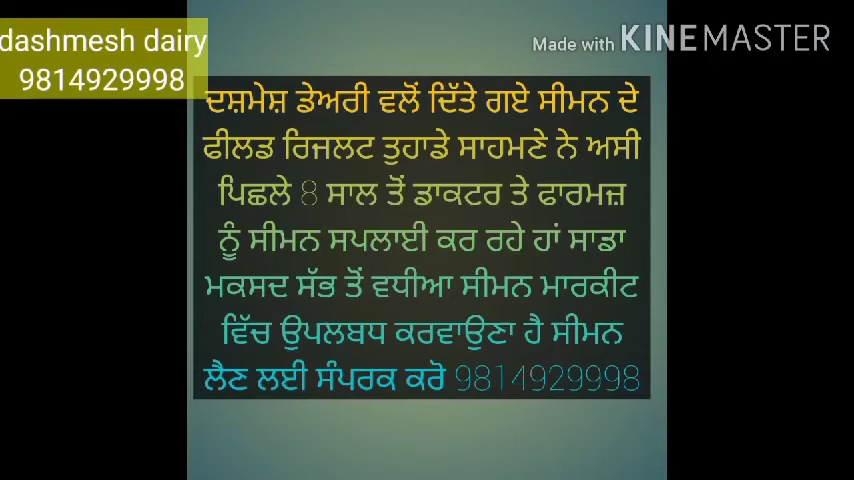 dashmesh dairy
9814929998
Made with KINEMASTER
ਦਸ਼ਮੇਸ਼ ਡੇਅਰੀ ਵਲੋਂ ਦਿੱਤੇ ਗਏ ਸੀਮਨ ਦੇ
ਫੀਲਡ ਰਿਜਲਟ ਤੁਹਾਡੇ ਸਾਹਮਣੇ ਨੇ ਅਸੀ
ਪਿਛਲੇ 8 ਸਾਲ ਤੋਂ ਡਾਕਟਰ ਤੇ ਫਾਰਮਜ਼
ਨੂੰ ਸੀਮਨ ਸਪਲਾਈ ਕਰ ਰਹੇ ਹਾਂ ਸਾਡਾ
ਮਕਸਦ ਸੱਭ ਤੋਂ ਵਧੀਆ ਸੀਮਨ ਮਾਰਕੀਟ
ਵਿੱਚ ਉਪਲਬਧ ਕਰਵਾਉਣਾ ਹੈ ਸੀਮਨ
ਲੈਣ ਲਈ ਸੰਪਰਕ ਕਰੋ 9814929998